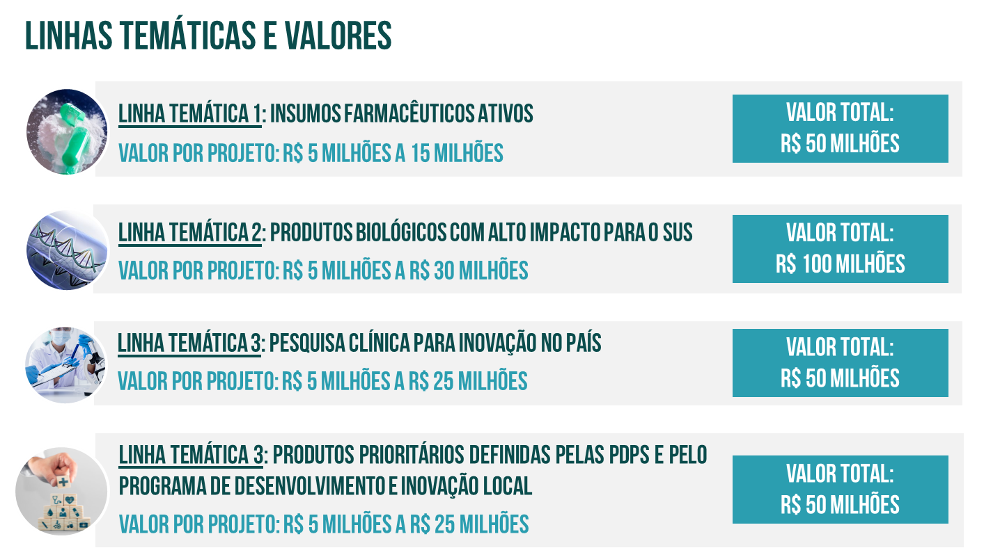 LINHAS TEMÁTICAS E VALORES
LINHA TEMÁTICA 1: INSUMOS FARMACÊUTICOS ATIVOS
VALOR POR PROJETO: R$ 5 MILHÕES A 15 MILHÕES
VALOR TOTAL:
R$ 50 MILHÕES
LINHA TEMÁTICA 2: PRODUTOS BIOLÓGICOS COM ALTO IMPACTO PARA O SUS
VALOR POR PROJETO: R$ 5 MILHÕES A R$ 30 MILHÕES
VALOR TOTAL:
R$ 100 MILHÕES
LINHA TEMÁTICA 3: PESQUISA CLÍNICA PARA INOVAÇÃO NO PAÍS
VALOR POR PROJETO: R$ 5 MILHÕES A R$ 25 MILHÕES
VALOR TOTAL:
R$ 50 MILHÕES
LINHA TEMÁTICA 3: PRODUTOS PRIORITÁRIOS DEFINIDAS PELAS PDPS E PELO
PROGRAMA DE DESENVOLVIMENTO E INOVAÇÃO LOCAL
VALOR POR PROJETO: R$ 5 MILHÕES A R$ 25 MILHÕES
VALOR TOTAL:
R$ 50 MILHÕES